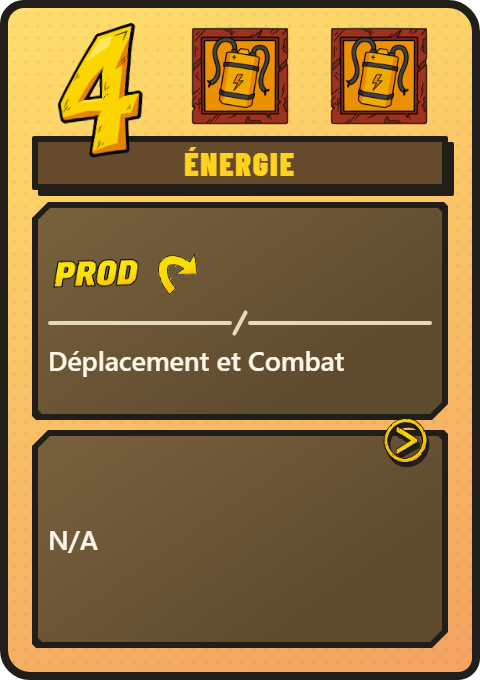 4
ÉNERGIE
PROD
/
Déplacement et Combat
N/A